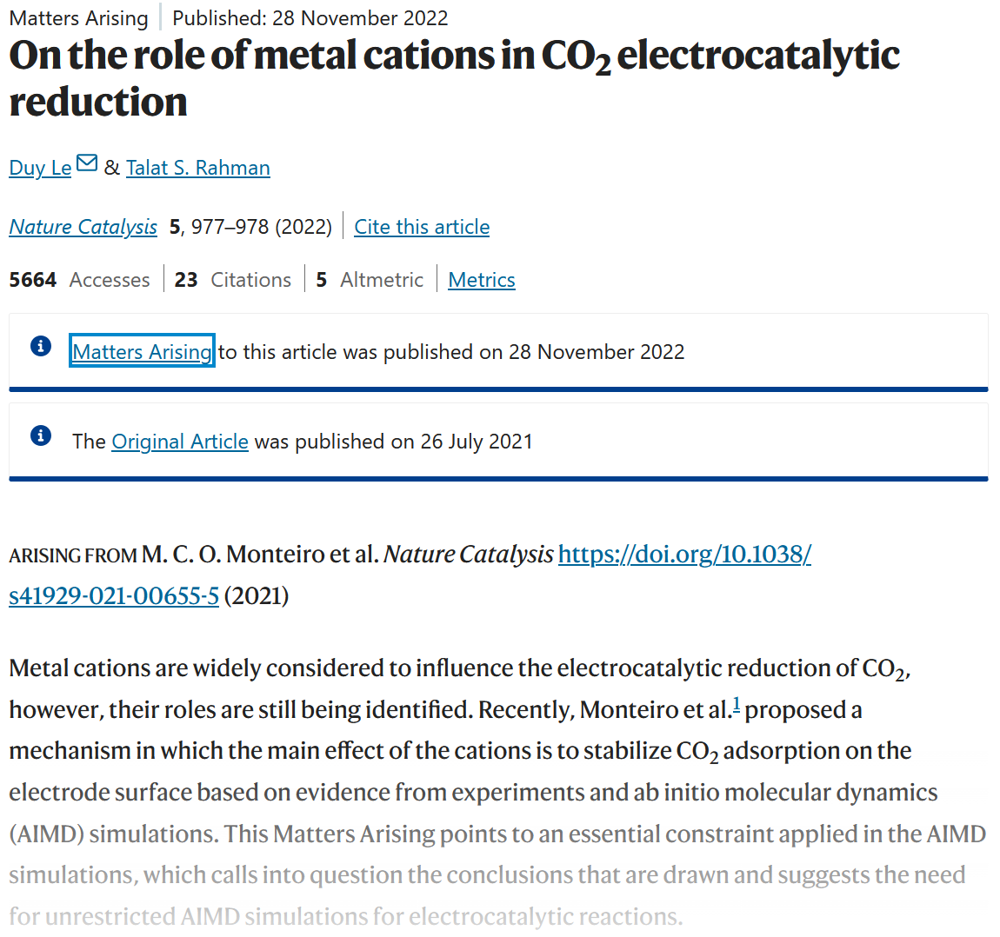 Matters Arising | Published: 28 November 2022
On the role of metal cations in CO₂ electrocatalytic
reduction
Duy Le & Talat S. Rahman
Nature Catalysis 5, 977–978 (2022) | Cite this article
5664 Accesses | 23 Citations | 5 Altmetric | Metrics
Matters Arising to this article was published on 28 November 2022
The Original Article was published on 26 July 2021
ARISING FROM M. C. O. Monteiro et al. Nature Catalysis https://doi.org/10.1038/
s41929-021-00655-5 (2021)
Metal cations are widely considered to influence the electrocatalytic reduction of CO₂,
however, their roles are still being identified. Recently, Monteiro et al.¹ proposed a
mechanism in which the main effect of the cations is to stabilize CO₂ adsorption on the
electrode surface based on evidence from experiments and ab initio molecular dynamics
(AIMD) simulations. This Matters Arising points to an essential constraint applied in the AIMD
simulations, which calls into question the conclusions that are drawn and suggests the need
for unrestricted AIMD simulations for electrocatalytic reactions.